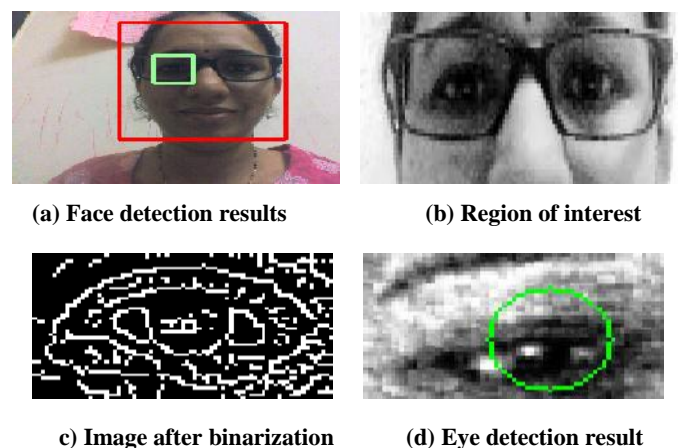 (a) Face detection results
(b) Region of interest
c) Image after binarization
(d) Eye detection result